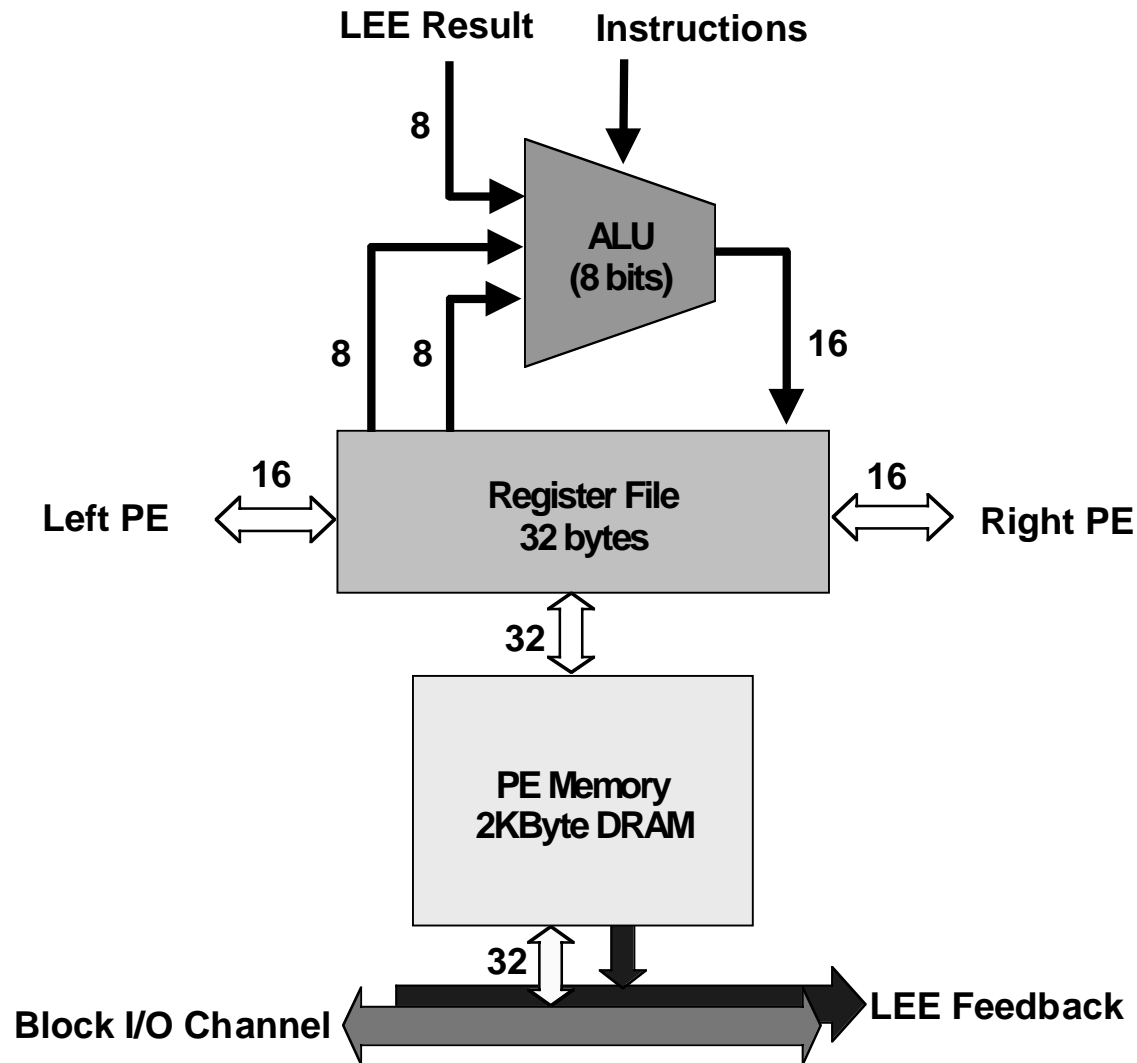 LEE Result
Instructions
8
ALU
(8 bits)
8
8
16
16
Register File
32 bytes
16
Left PE
Right PE
32
PE Memory
2KByte DRAM
32
LEE Feedback
Block I/O Channel